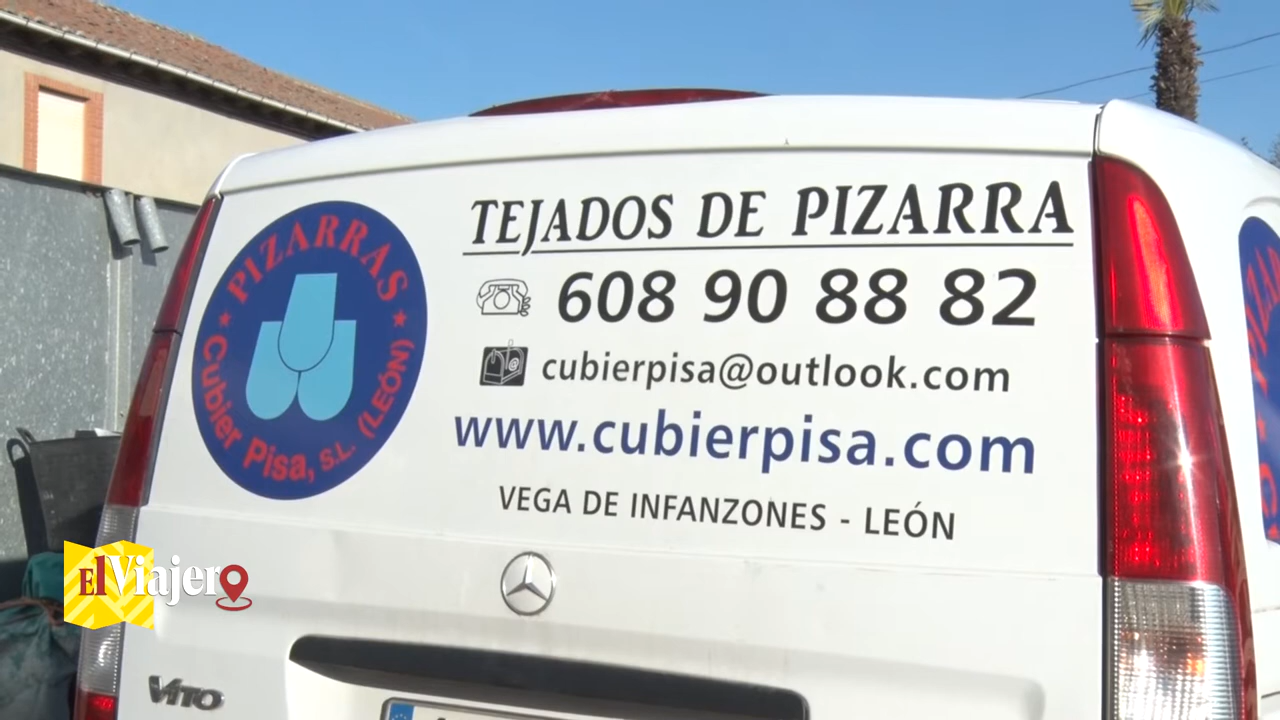 TEJADOS DE PIZARRA
608 90 88 82
cubierpisa@outlook.com
www.cubierpisa.com
VEGA DE INFANZONES - LEÓN
PIZARRAS
Cubier Pisa, S.L. (LEÓN)
El Viajero
VITO